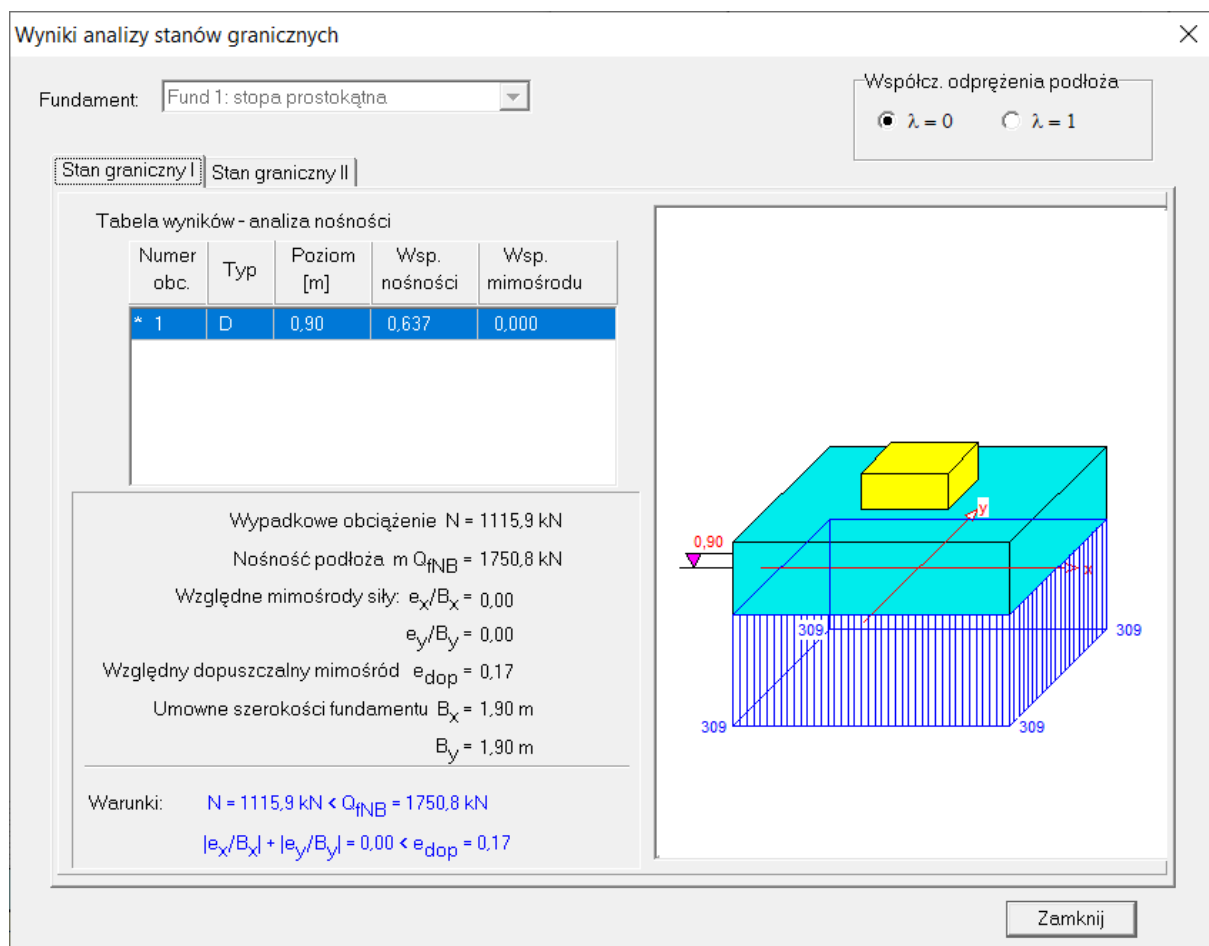 Wyniki analizy stanów granicznych
Fundament: Fund 1: stopa prostokątna
Współcz. odprężenia podłoża
λ = 0 λ = 1
Stan graniczny I Stan graniczny II
Tabela wyników - analiza nośności
Numer obc. Typ Poziom [m] Wsp. nośności Wsp. mimośrodu
* 1 D 0,90 0,637 0,000
Wypadkowe obciążenie N = 1115,9 kN
Nośność podłoża m QfNB = 1750,8 kN
Względne mimośrody siły: ex/Bx = 0,00
ey/By = 0,00
Względny dopuszczalny mimośród edop = 0,17
Umowne szerokości fundamentu Bx = 1,90 m
By = 1,90 m
Warunki: N = 1115,9 kN < QfNB = 1750,8 kN
|ex/Bx| + |ey/By| = 0,00 < edop = 0,17
y
0,90
x
309
309
309
309
Zamknij